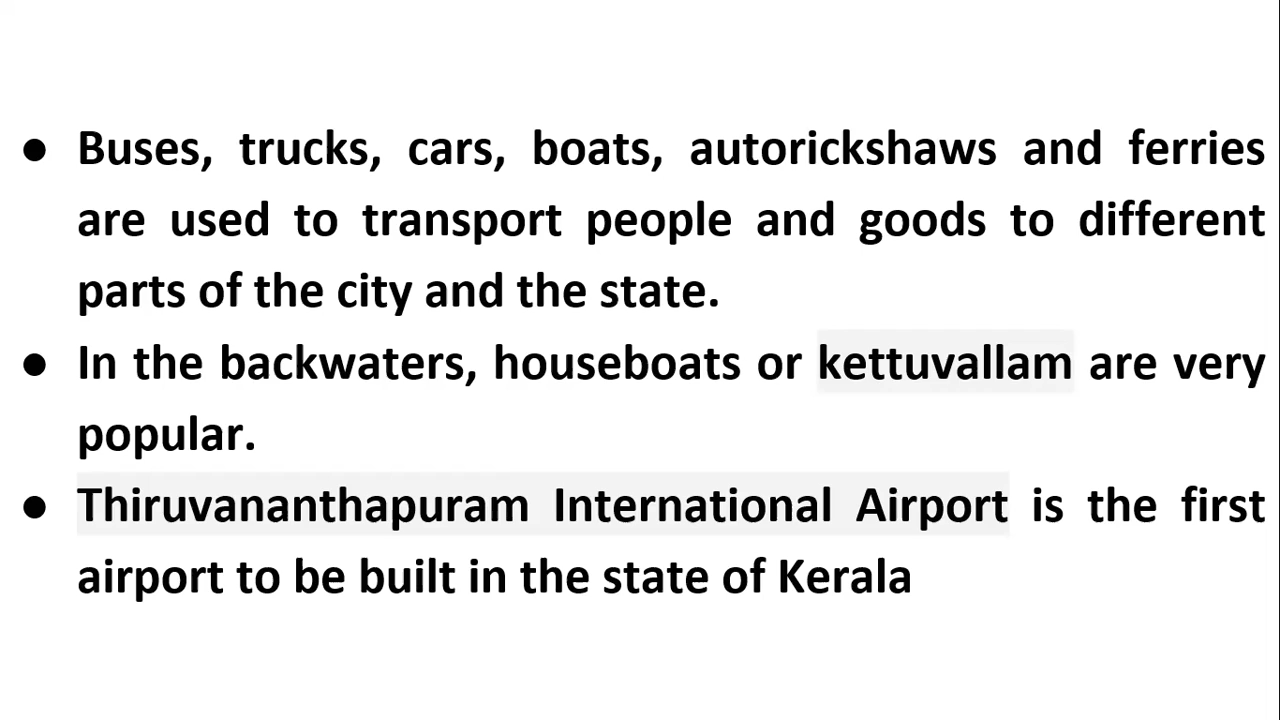 ● Buses, trucks, cars, boats, autorickshaws and ferries
are used to transport people and goods to different
parts of the city and the state.
● In the backwaters, houseboats or kettuvallam are very
popular.
● Thiruvananthapuram International Airport is the first
airport to be built in the state of Kerala